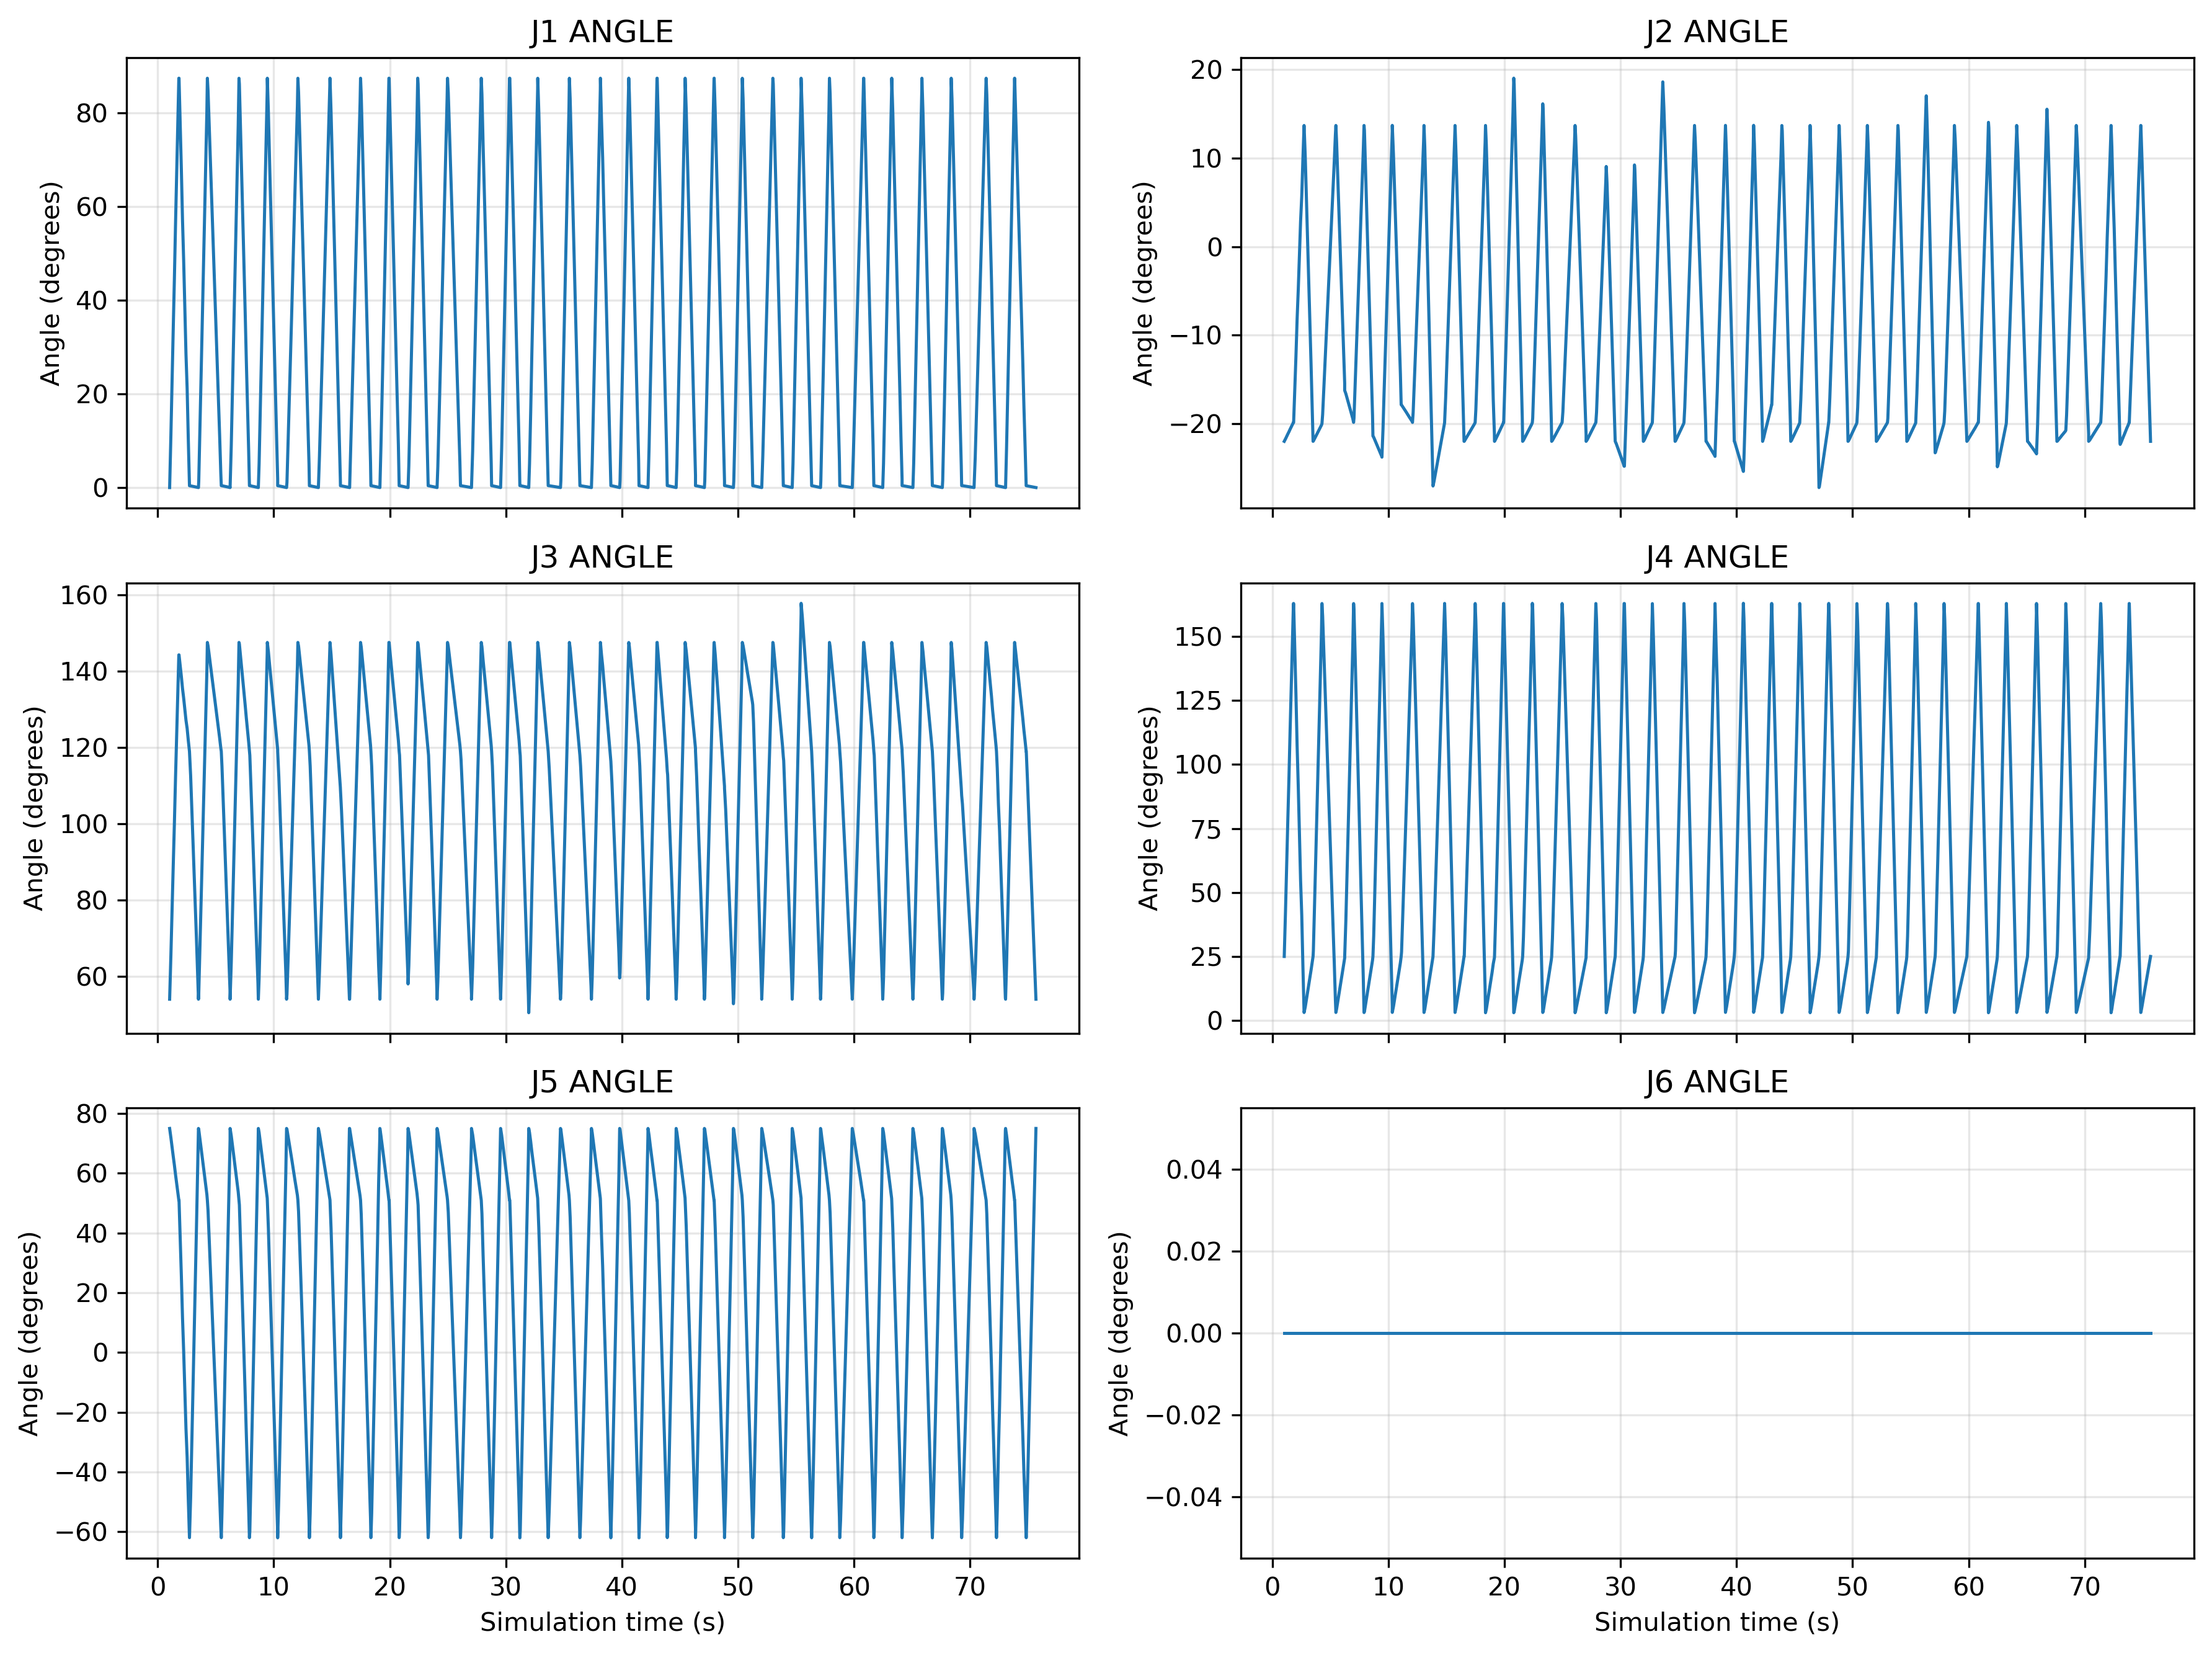 J1 ANGLE
Angle (degrees)
80
60
40
20
0
J2 ANGLE
Angle (degrees)
20
10
0
−10
−20
J3 ANGLE
Angle (degrees)
160
140
120
100
80
60
J4 ANGLE
Angle (degrees)
150
125
100
75
50
25
0
J5 ANGLE
Angle (degrees)
80
60
40
20
0
−20
−40
−60
0 10 20 30 40 50 60 70
Simulation time (s)
J6 ANGLE
Angle (degrees)
0.04
0.02
0.00
−0.02
−0.04
0 10 20 30 40 50 60 70
Simulation time (s)